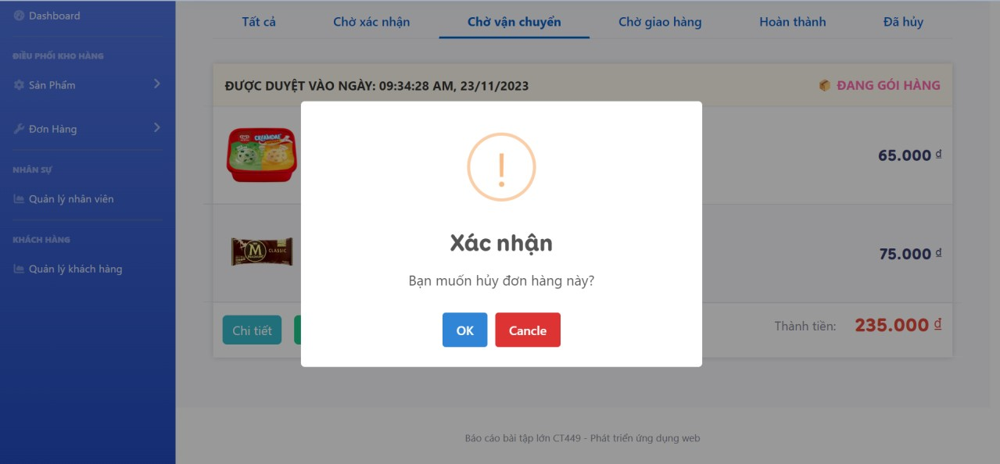 Dashboard
ĐIỀU PHỐI KHO HÀNG
Sản Phẩm
Đơn Hàng
NHÂN SỰ
Quản lý nhân viên
KHÁCH HÀNG
Quản lý khách hàng
Tất cả
Chờ xác nhận
Chờ vận chuyển
Chờ giao hàng
Hoàn thành
Đã hủy
ĐƯỢC DUYỆT VÀO NGÀY: 09:34:28 AM, 23/11/2023
ĐANG GÓI HÀNG
65.000 đ
M
CLASSIC
75.000 đ
Chi tiết
Thành tiền: 235.000 đ
!
Xác nhận
Bạn muốn hủy đơn hàng này?
OK
Cancle
Báo cáo bài tập lớn CT449 - Phát triển ứng dụng web